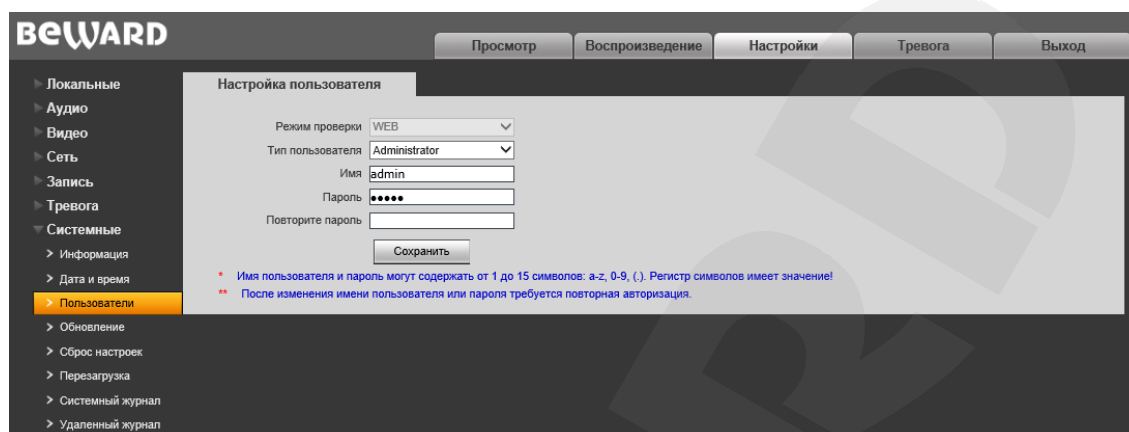 BEWARD
Просмотр
Воспроизведение
Настройки
Тревога
Выход
Локальные
Аудио
Видео
Сеть
Запись
Тревога
Системные
Информация
Дата и время
Пользователи
Обновление
Сброс настроек
Перезагрузка
Системный журнал
Удаленный журнал
Настройка пользователя
Режим проверки WEB
Тип пользователя Administrator
Имя admin
Пароль •••••
Повторите пароль
Сохранить
* Имя пользователя и пароль могут содержать от 1 до 15 символов: a-z, 0-9, (.). Регистр символов имеет значение!
** После изменения имени пользователя или пароля требуется повторная авторизация.